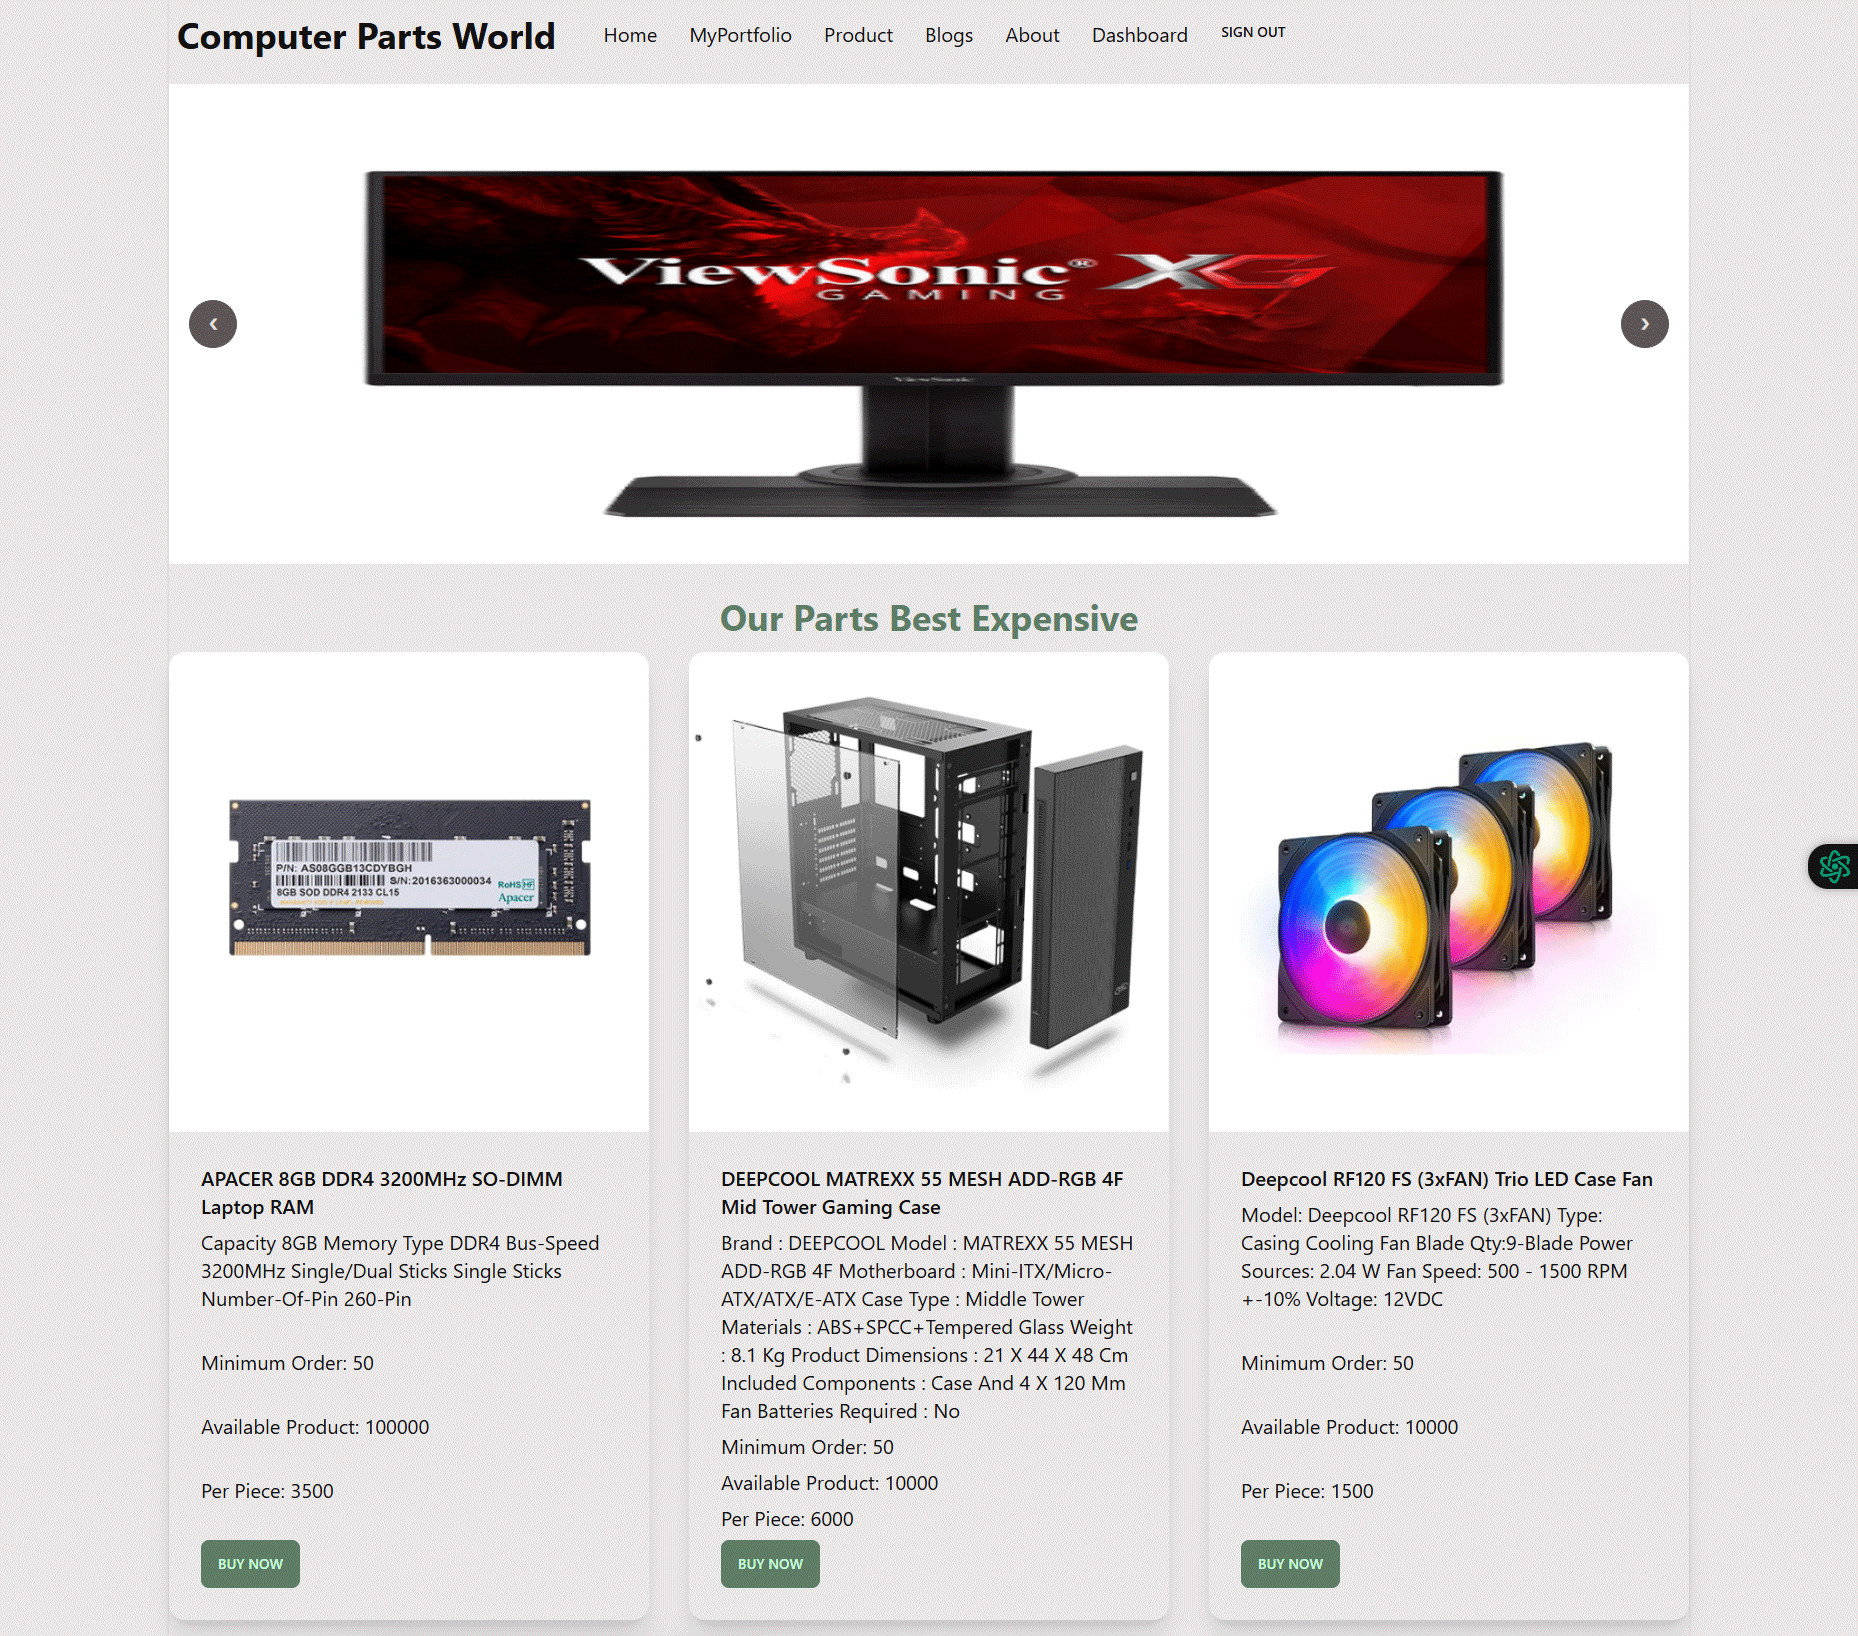 Computer Parts World
Home
MyPortfolio
Product
Blogs
About
Dashboard
SIGN OUT
ViewSonic® XG
GAMING
ViewSonic
‹
›
Our Parts Best Expensive
P/N: AS08GGB13CDYBGH
S/N:2016363000034
8GB SOD DDR4 2133 CL15
RoHS HF
Apacer
APACER 8GB DDR4 3200MHz SO-DIMM
Laptop RAM
Capacity 8GB Memory Type DDR4 Bus-Speed
3200MHz Single/Dual Sticks Single Sticks
Number-Of-Pin 260-Pin
Minimum Order: 50
Available Product: 100000
Per Piece: 3500
BUY NOW
DEEPCOOL MATREXX 55 MESH ADD-RGB 4F
Mid Tower Gaming Case
Brand : DEEPCOOL Model : MATREXX 55 MESH
ADD-RGB 4F Motherboard : Mini-ITX/Micro-
ATX/ATX/E-ATX Case Type : Middle Tower
Materials : ABS+SPCC+Tempered Glass Weight
: 8.1 Kg Product Dimensions : 21 X 44 X 48 Cm
Included Components : Case And 4 X 120 Mm
Fan Batteries Required : No
Minimum Order: 50
Available Product: 10000
Per Piece: 6000
BUY NOW
Deepcool RF120 FS (3xFAN) Trio LED Case Fan
Model: Deepcool RF120 FS (3xFAN) Type:
Casing Cooling Fan Blade Qty:9-Blade Power
Sources: 2.04 W Fan Speed: 500 - 1500 RPM
+-10% Voltage: 12VDC
Minimum Order: 50
Available Product: 10000
Per Piece: 1500
BUY NOW